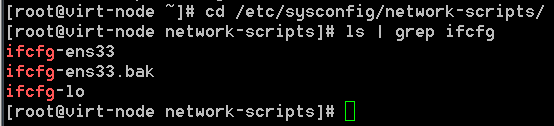 [root@virt-node ~]# cd /etc/sysconfig/network-scripts/
[root@virt-node network-scripts]# ls | grep ifcfg
ifcfg-ens33
ifcfg-ens33.bak
ifcfg-lo
[root@virt-node network-scripts]#